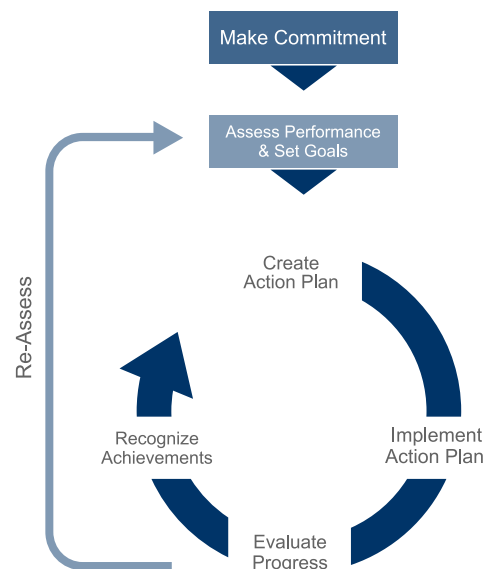 Make Commitment
Assess Performance
& Set Goals
Create
Action Plan
Implement
Action Plan
Evaluate
Progress
Recognize
Achievements
Re-Assess